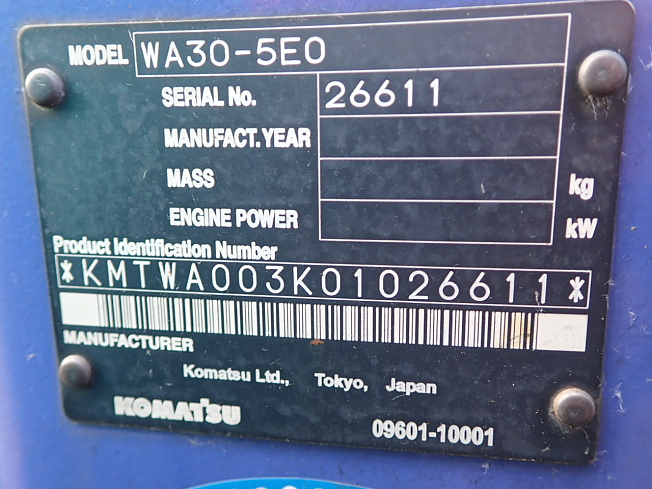 MODEL WA30-5E0
SERIAL No. 26611
MANUFACT. YEAR
MASS kg
ENGINE POWER kW
Product Identification Number
*KMTWA003K01026611*
MANUFACTURER
Komatsu Ltd., Tokyo, Japan
KOMATSU 09601-10001